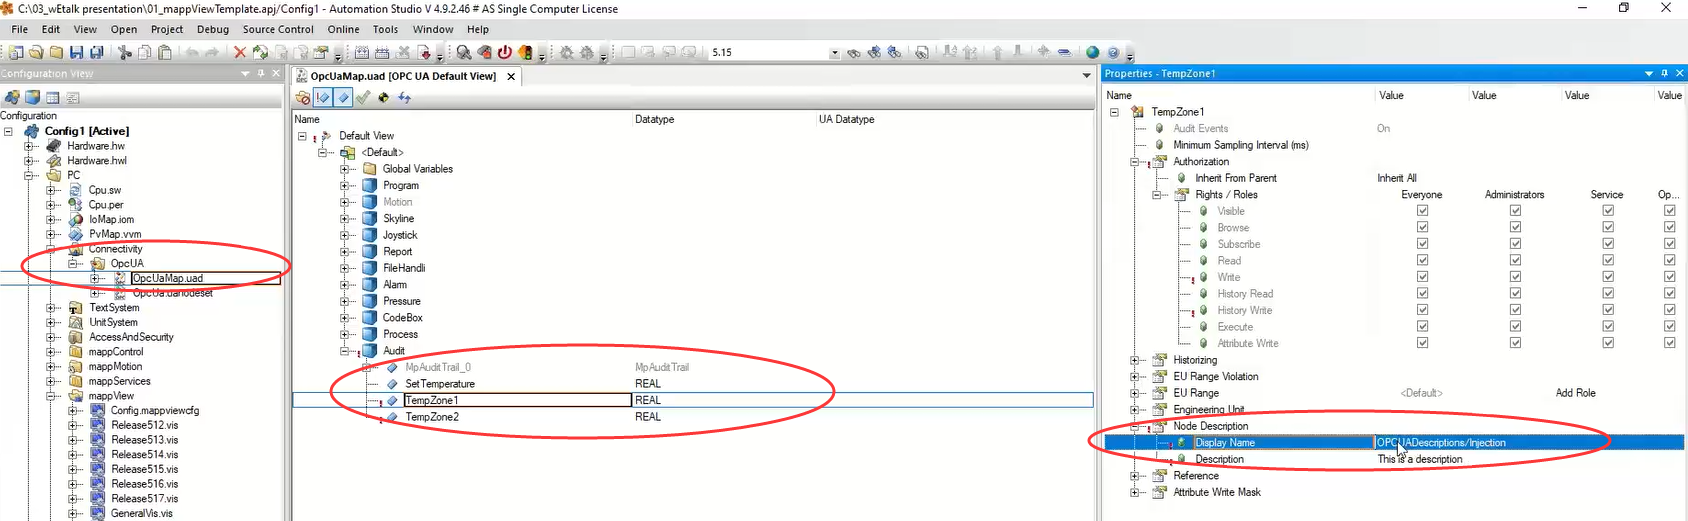 C:\03_wEtalk presentation\01_mappViewTemplate.apj/Config1 - Automation Studio V 4.9.2.46 # AS Single Computer License
File Edit View Open Project Debug Source Control Online Tools Window Help
5.15
Configuration View
Configuration
Config1 [Active]
Hardware.hw
Hardware.hwl
PC
Cpu.sw
Cpu.per
IoMap.iom
PvMap.vvm
Connectivity
OpcUA
OpcUaMap.uad
OpcUa.uanodeset
TextSystem
UnitSystem
AccessAndSecurity
mappControl
mappMotion
mappServices
mappView
Config.mappviewcfg
Release512.vis
Release513.vis
Release514.vis
Release515.vis
Release516.vis
Release517.vis
GeneralVis.vis
OpcUaMap.uad [OPC UA Default View]
Name Datatype UA Datatype
Default View
<Default>
Global Variables
Program
Motion
Skyline
Joystick
Report
FileHandli
Alarm
Pressure
CodeBox
Process
Audit
MpAuditTrail_0 MpAuditTrail
SetTemperature REAL
TempZone1 REAL
TempZone2 REAL
Properties - TempZone1
Name Value Value Value Value
TempZone1
Audit Events On
Minimum Sampling Interval (ms)
Authorization
Inherit From Parent Inherit All
Rights / Roles Everyone Administrators Service Op...
Visible
Browse
Subscribe
Read
Write
History Read
History Write
Execute
Attribute Write
Historizing
EU Range Violation
EU Range <Default> Add Role
Engineering Unit
Node Description
Display Name OPCUADescriptions/Injection
Description This is a description
Reference
Attribute Write Mask